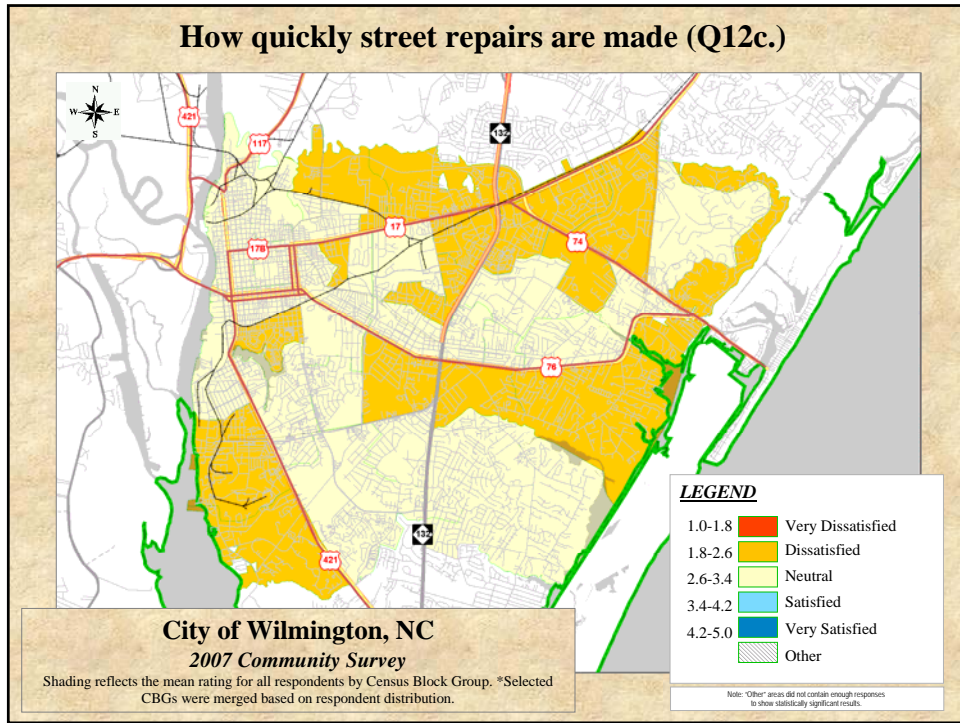 How quickly street repairs are made (Q12c.)
N
W E
S
421
117
132
17
17B
74
76
132
421
LEGEND
1.0-1.8 Very Dissatisfied
1.8-2.6 Dissatisfied
2.6-3.4 Neutral
3.4-4.2 Satisfied
4.2-5.0 Very Satisfied
Other
City of Wilmington, NC
2007 Community Survey
Shading reflects the mean rating for all respondents by Census Block Group. *Selected
CBGs were merged based on respondent distribution.
Note: "Other" areas did not contain enough responses
to show statistically significant results.